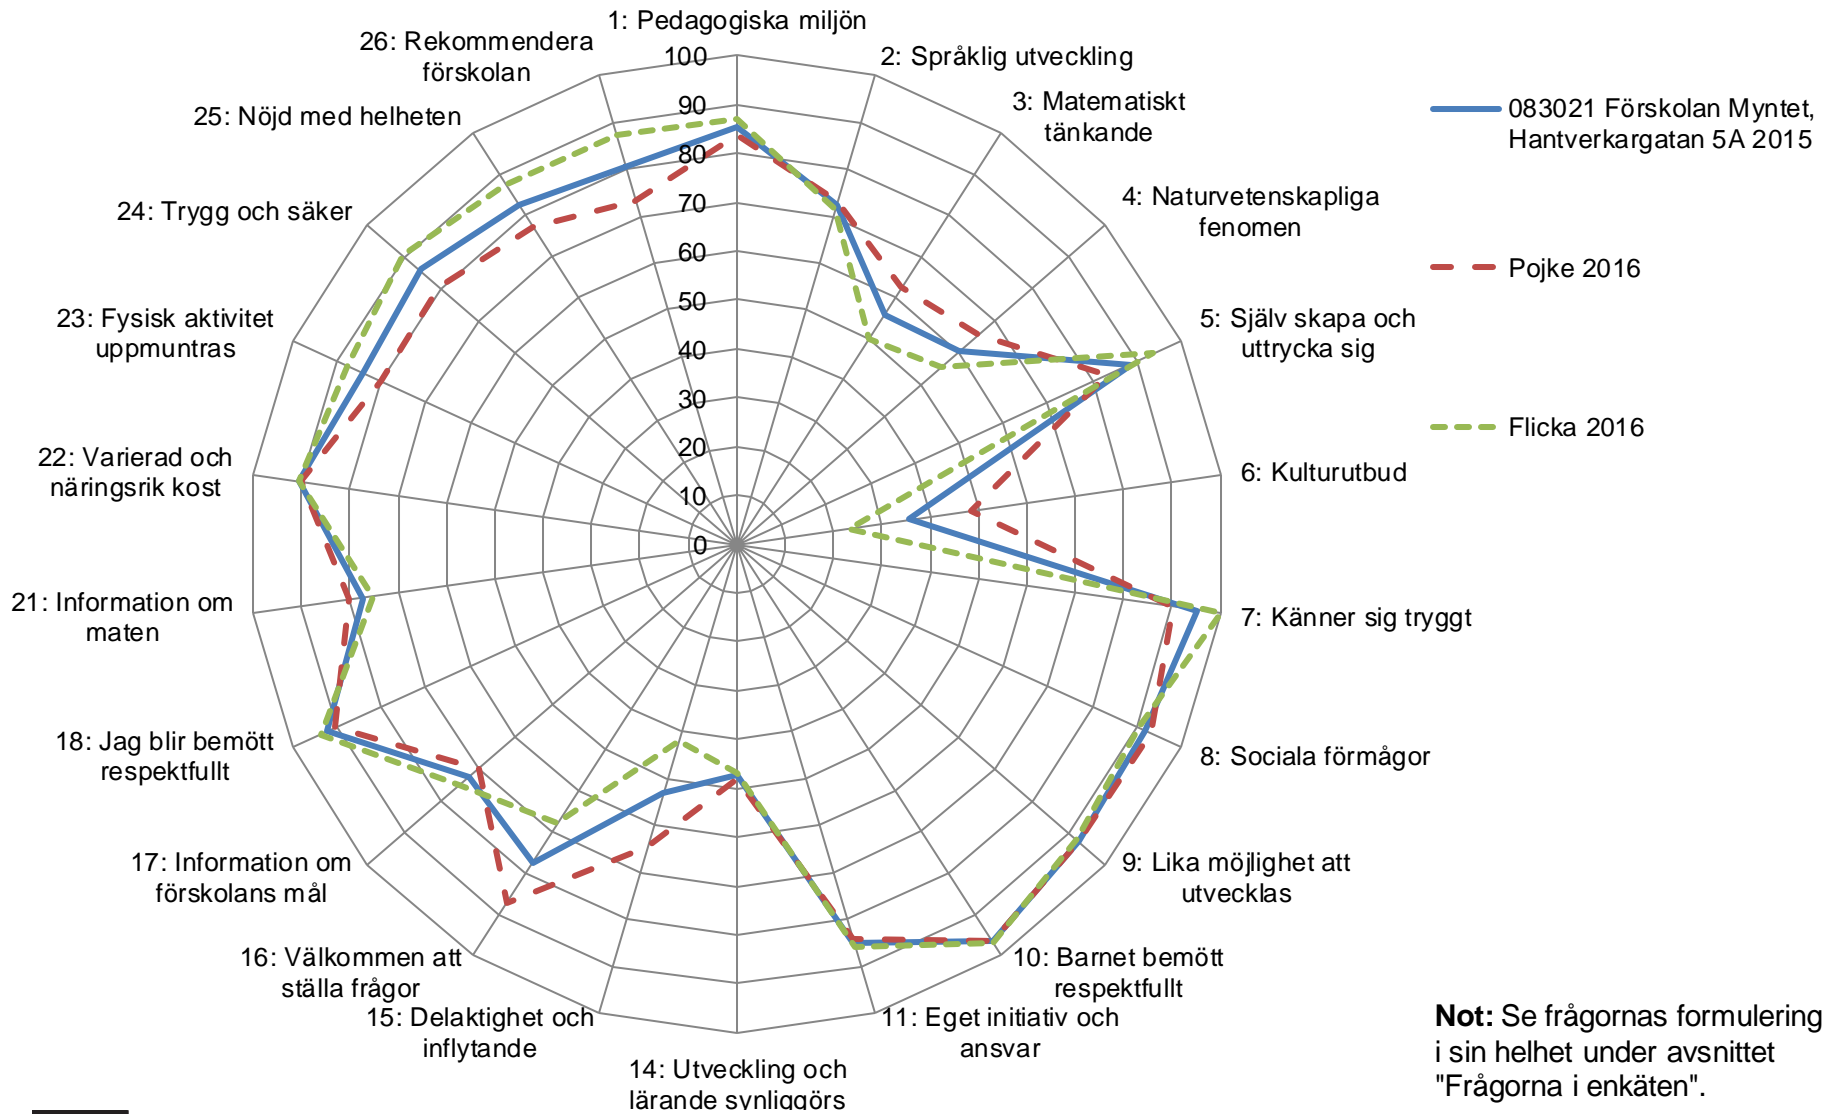 1: Pedagogiska miljön
2: Språklig utveckling
3: Matematiskt
tänkande
4: Naturvetenskapliga
fenomen
5: Själv skapa och
uttrycka sig
6: Kulturutbud
7: Känner sig tryggt
8: Sociala förmågor
9: Lika möjlighet att
utvecklas
10: Barnet bemött
respektfullt
11: Eget initiativ och
ansvar
14: Utveckling och
lärande synliggörs
15: Delaktighet och
inflytande
16: Välkommen att
ställa frågor
17: Information om
förskolans mål
18: Jag blir bemött
respektfullt
21: Information om
maten
22: Varierad och
näringsrik kost
23: Fysisk aktivitet
uppmuntras
24: Trygg och säker
25: Nöjd med helheten
26: Rekommendera
förskolan
100
90
80
70
60
50
40
30
20
10
0
083021 Förskolan Myntet,
Hantverkargatan 5A 2015
Pojke 2016
Flicka 2016
Not: Se frågornas formulering
i sin helhet under avsnittet
"Frågorna i enkäten".